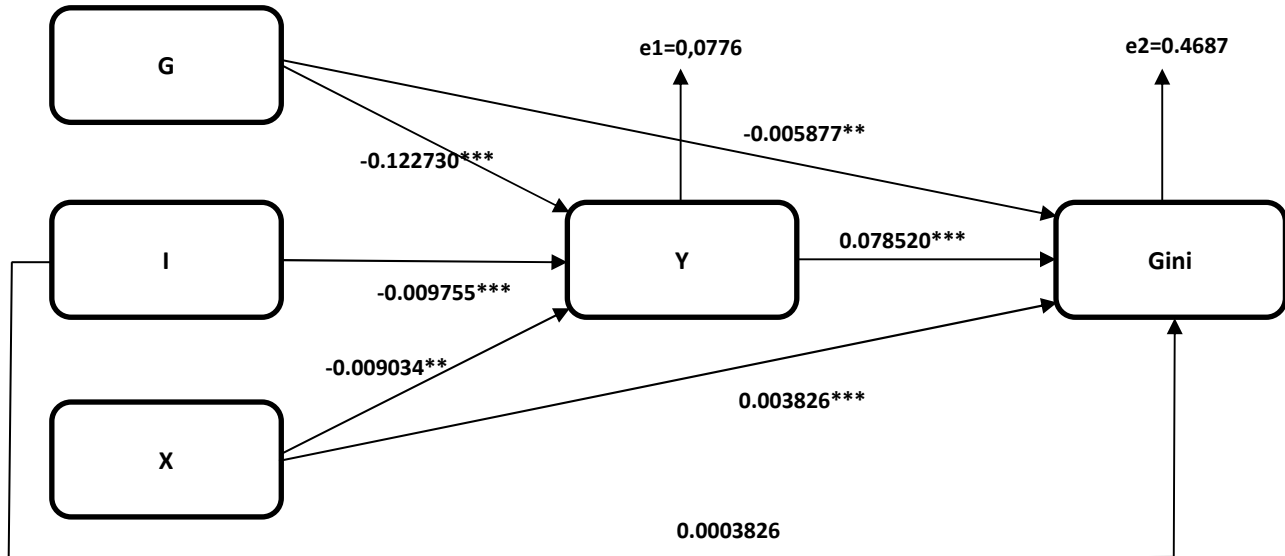 G
e1=0,0776
e2=0.4687
-0.005877**
-0.122730***
I
Y
0.078520***
Gini
-0.009755***
-0.009034**
0.003826***
X
0.0003826